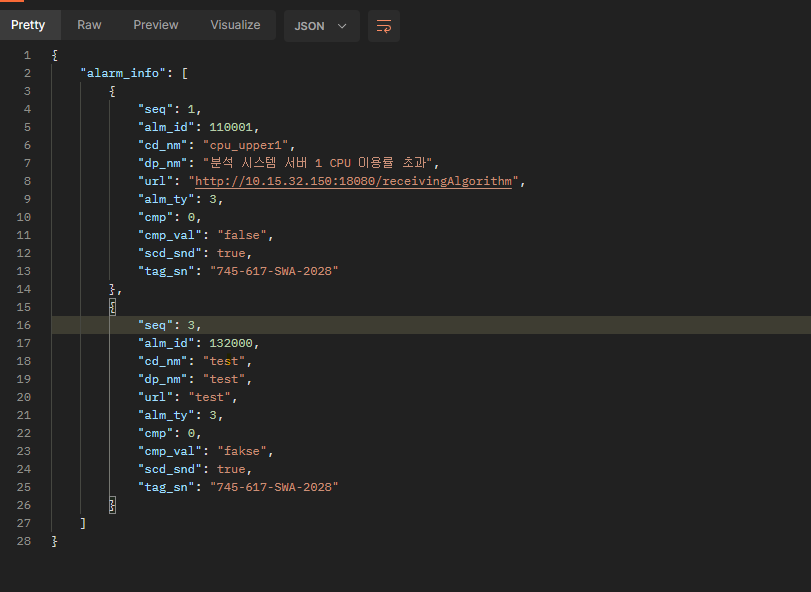 Pretty Raw Preview Visualize JSON
1 {
2 "alarm_info": [
3 {
4 "seq": 1,
5 "alm_id": 110001,
6 "cd_nm": "cpu_upper1",
7 "dp_nm": "분석 시스템 서버 1 CPU 이용률 초과",
8 "url": "http://10.15.32.150:18080/receivingAlgorithm",
9 "alm_ty": 3,
10 "cmp": 0,
11 "cmp_val": "false",
12 "scd_snd": true,
13 "tag_sn": "745-617-SWA-2028"
14 },
15 {
16 "seq": 3,
17 "alm_id": 132000,
18 "cd_nm": "test",
19 "dp_nm": "test",
20 "url": "test",
21 "alm_ty": 3,
22 "cmp": 0,
23 "cmp_val": "fakse",
24 "scd_snd": true,
25 "tag_sn": "745-617-SWA-2028"
26 }
27 ]
28 }